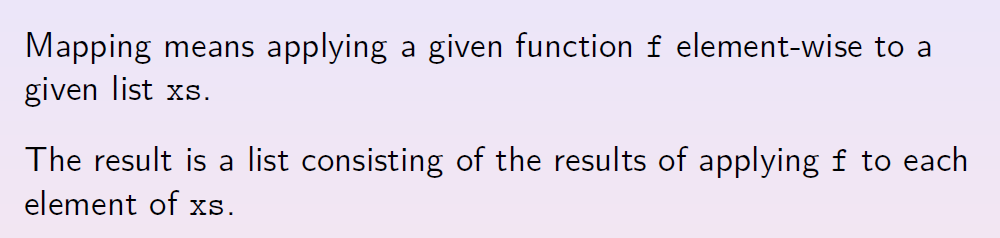 Mapping means applying a given function f element-wise to a
given list xs.
The result is a list consisting of the results of applying f to each
element of xs.